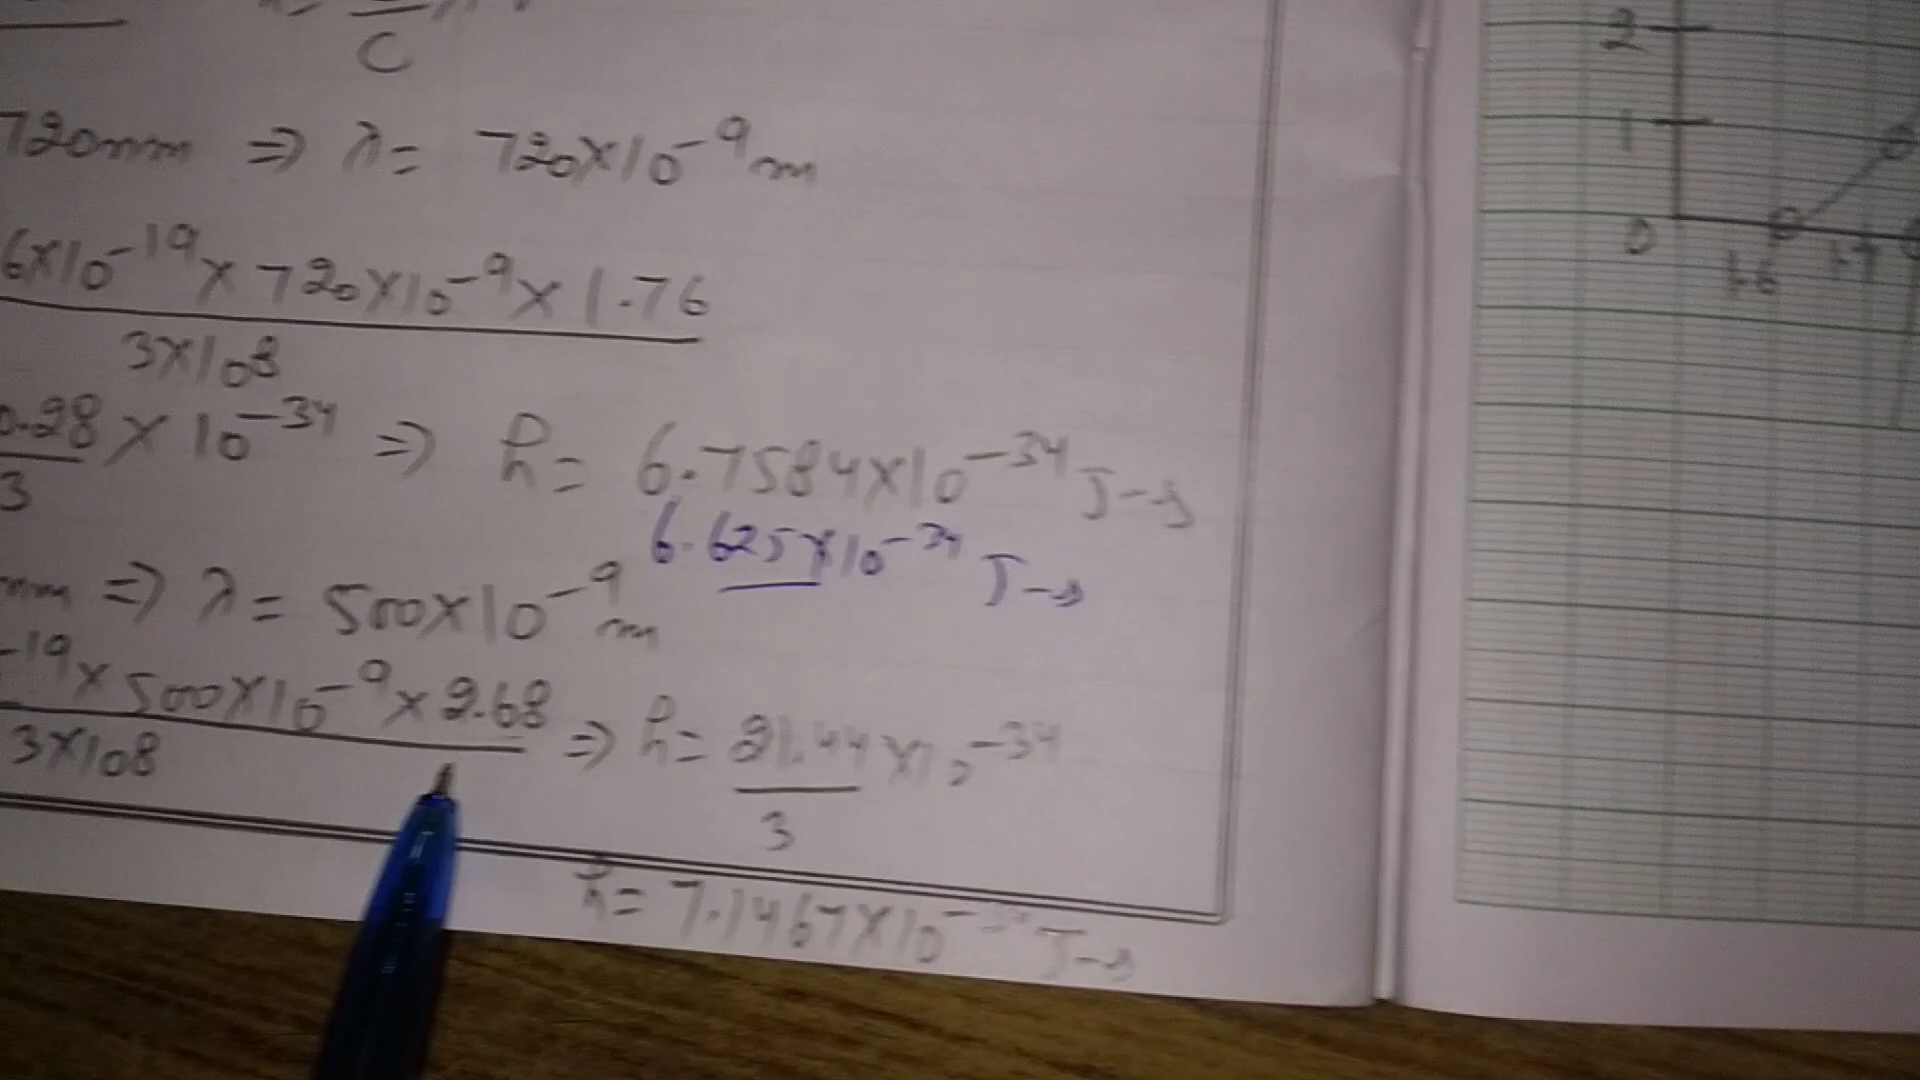 C
720nm ⇒ λ = 720×10⁻⁹m
6×10⁻¹⁹×720×10⁻⁹×1.76
3×10⁸
0.28×10⁻³⁴ ⇒ h = 6.7584×10⁻³⁴ J-s
3
6.625×10⁻³⁴ J-s
nm ⇒ λ = 500×10⁻⁹ m
⁻¹⁹×500×10⁻⁹×2.68
3×10⁸
⇒ h = 21.44×10⁻³⁴
3
h = 7.1467×10⁻³⁴ J-s
2
1
0
1.6